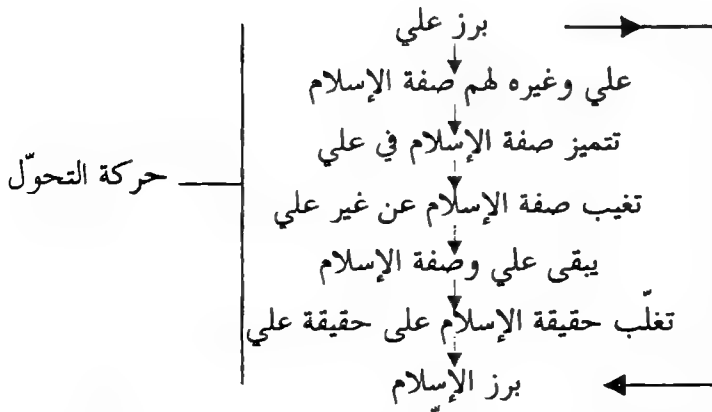 برز علي
علي وغيره لهم صفة الإسلام
تتميز صفة الإسلام في علي
حركة التحوّل
تغيب صفة الإسلام عن غير علي
يبقى علي وصفة الإسلام
تغلّب حقيقة الإسلام على حقيقة علي
برز الإسلام